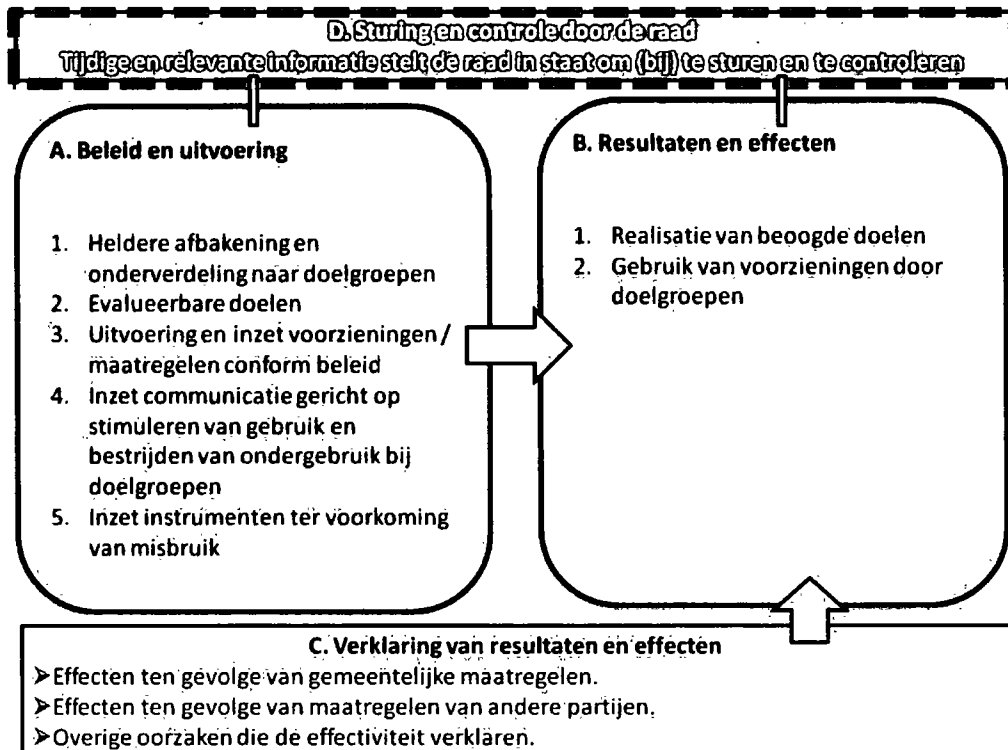 D. Sturing en controle door de raad
Tijdige en relevante informatie stelt de raad in staat om (bij) te sturen en te controleren
A. Beleid en uitvoering
1. Heldere afbakening en
onderverdeling naar doelgroepen
2. Evalueerbare doelen
3. Uitvoering en inzet voorzieningen /
maatregelen conform beleid
4. Inzet communicatie gericht op
stimuleren van gebruik en
bestrijden van ondergebruik bij
doelgroepen
5. Inzet instrumenten ter voorkoming
van misbruik
B. Resultaten en effecten
1. Realisatie van beoogde doelen
2. Gebruik van voorzieningen door
doelgroepen
C. Verklaring van resultaten en effecten
➢Effecten ten gevolge van gemeentelijke maatregelen.
➢Effecten ten gevolge van maatregelen van andere partijen.
➢Overige oorzaken die de effectiviteit verklaren.